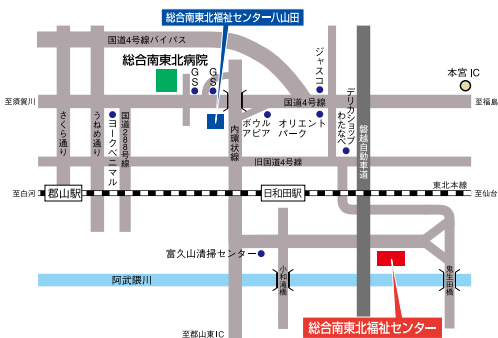 総合南東北福祉センター八山田
国道4号線バイパス
総合南東北病院
GS
GS
ジャスコ
本宮IC
至須賀川
国道4号線
至福島
さくら通り
うねめ通り
ヨークベニマル
国道288号線
内環状線
ボウル
アピア
オリエント
パーク
デリカショップ
わたなべ
磐越自動車道
旧国道4号線
東北本線
至白河
郡山駅
日和田駅
至仙台
富久山清掃センター
小和滝橋
鬼生田橋
阿武隈川
総合南東北福祉センター
至郡山東IC